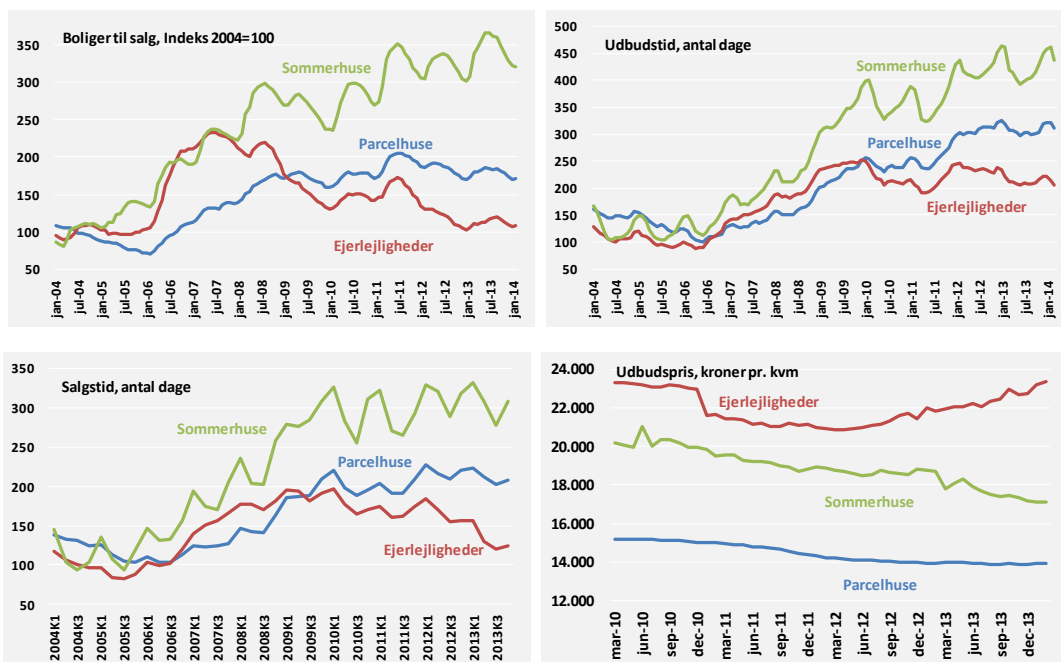 Boliger til salg, Indeks 2004=100
350
300
250
200
150
100
50
Sommerhuse
Parcelhuse
Ejerlejligheder
jan-04
jul-04
jan-05
jul-05
jan-06
jul-06
jan-07
jul-07
jan-08
jul-08
jan-09
jul-09
jan-10
jul-10
jan-11
jul-11
jan-12
jul-12
jan-13
jul-13
jan-14
Udbudstid, antal dage
500
450
400
350
300
250
200
150
100
50
Sommerhuse
Parcelhuse
Ejerlejligheder
jan-04
jul-04
jan-05
jul-05
jan-06
jul-06
jan-07
jul-07
jan-08
jul-08
jan-09
jul-09
jan-10
jul-10
jan-11
jul-11
jan-12
jul-12
jan-13
jul-13
jan-14
Salgstid, antal dage
350
300
250
200
150
100
50
Sommerhuse
Parcelhuse
Ejerlejligheder
2004K1
2004K3
2005K1
2005K3
2006K1
2006K3
2007K1
2007K3
2008K1
2008K3
2009K1
2009K3
2010K1
2010K3
2011K1
2011K3
2012K1
2012K3
2013K1
2013K3
Udbudspris, kroner pr. kvm
24.000
22.000
20.000
18.000
16.000
14.000
12.000
Ejerlejligheder
Sommerhuse
Parcelhuse
mar-10
jun-10
sep-10
dec-10
mar-11
jun-11
sep-11
dec-11
mar-12
jun-12
sep-12
dec-12
mar-13
jun-13
sep-13
dec-13